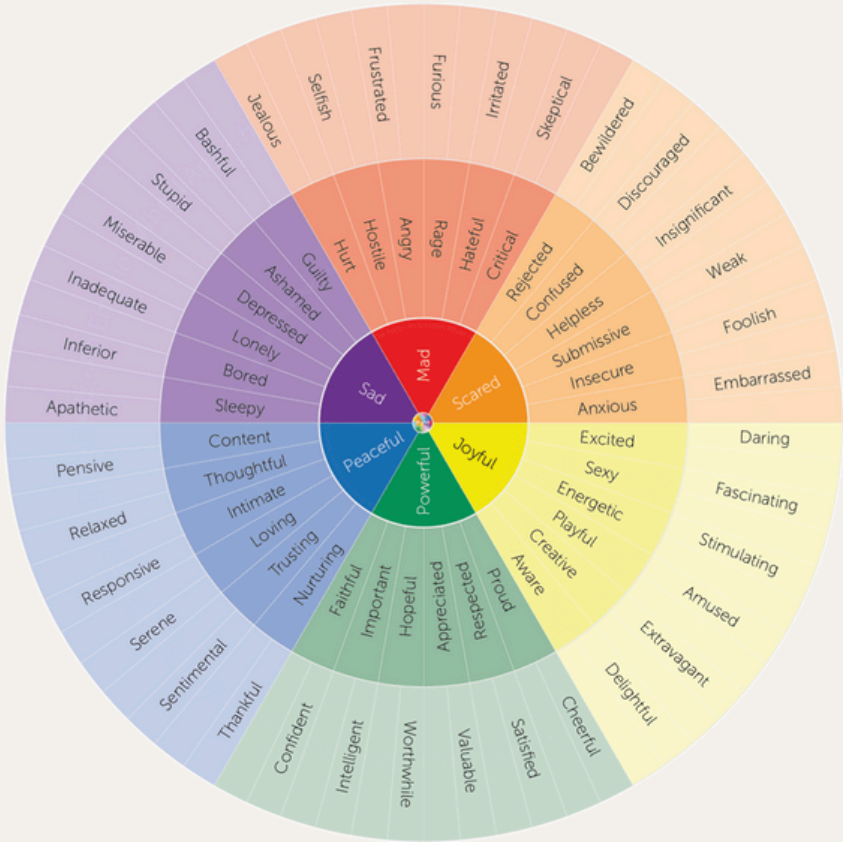 Mad
Scared
Joyful
Powerful
Peaceful
Sad
Hurt
Hostile
Angry
Rage
Hateful
Critical
Rejected
Confused
Helpless
Submissive
Insecure
Anxious
Excited
Sexy
Energetic
Playful
Creative
Aware
Proud
Respected
Appreciated
Hopeful
Important
Faithful
Nurturing
Trusting
Loving
Intimate
Thoughtful
Content
Sleepy
Bored
Lonely
Depressed
Ashamed
Guilty
Jealous
Selfish
Frustrated
Furious
Irritated
Skeptical
Bewildered
Discouraged
Insignificant
Weak
Foolish
Embarrassed
Daring
Fascinating
Stimulating
Amused
Extravagant
Delightful
Cheerful
Satisfied
Valuable
Worthwhile
Intelligent
Confident
Thankful
Sentimental
Serene
Responsive
Relaxed
Pensive
Apathetic
Inferior
Inadequate
Miserable
Stupid
Bashful